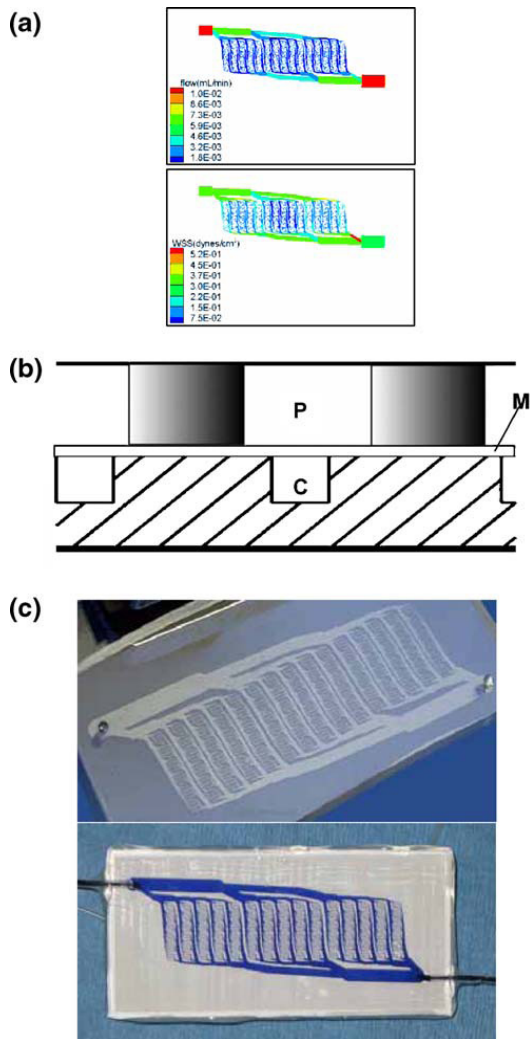 (a)
flow(mL/min)
1.0E-02
8.6E-03
7.3E-03
5.9E-03
4.6E-03
3.2E-03
1.8E-03
WSS(dynes/cm²)
5.2E-01
4.5E-01
3.7E-01
3.0E-01
2.2E-01
1.5E-01
7.5E-02
(b)
P
M
C
(c)